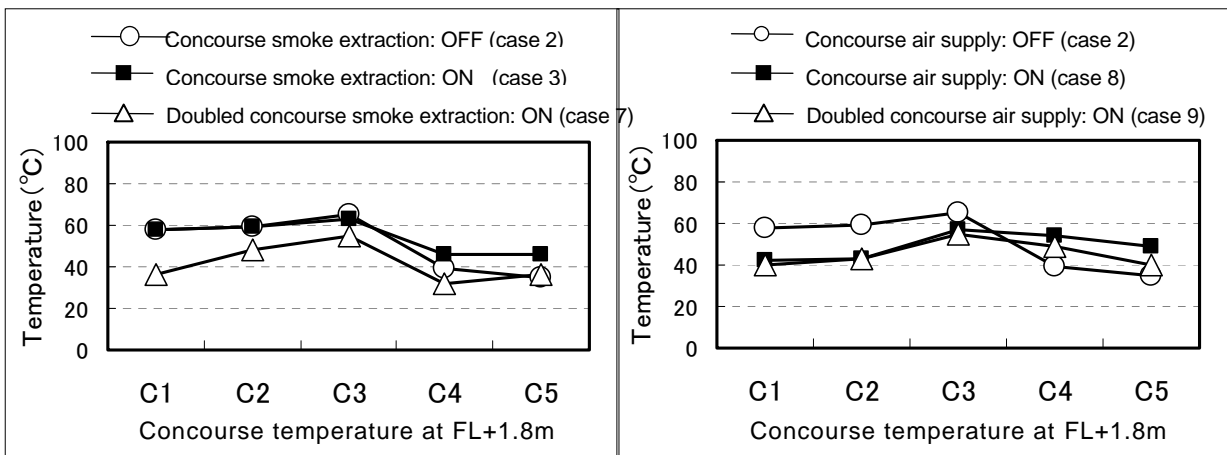 Concourse smoke extraction: OFF (case 2)
Concourse smoke extraction: ON (case 3)
Doubled concourse smoke extraction: ON (case 7)
100
80
60
40
20
0
Temperature(℃)
C1 C2 C3 C4 C5
Concourse temperature at FL+1.8m
Concourse air supply: OFF (case 2)
Concourse air supply: ON (case 8)
Doubled concourse air supply: ON (case 9)
100
80
60
40
20
0
Temperature(℃)
C1 C2 C3 C4 C5
Concourse temperature at FL+1.8m